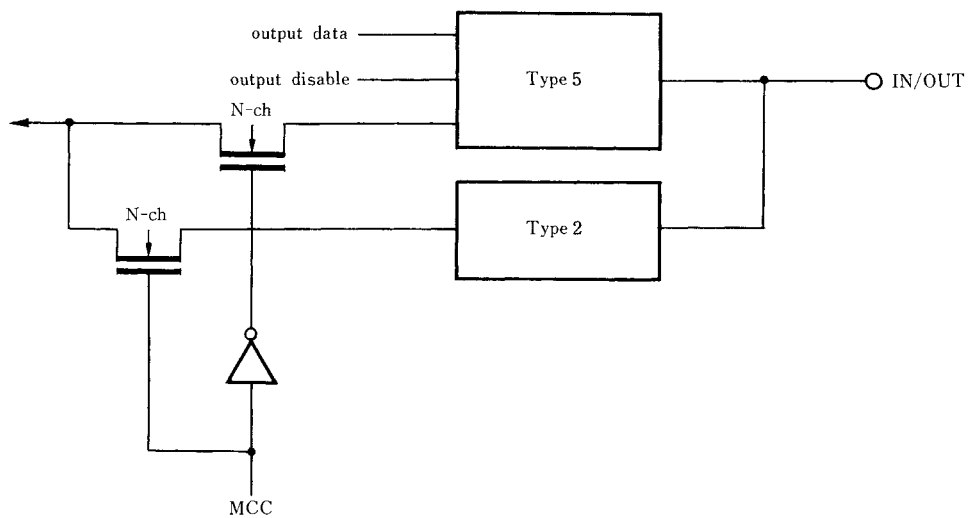 output data
output disable
Type 5
IN/OUT
N-ch
N-ch
Type 2
MCC